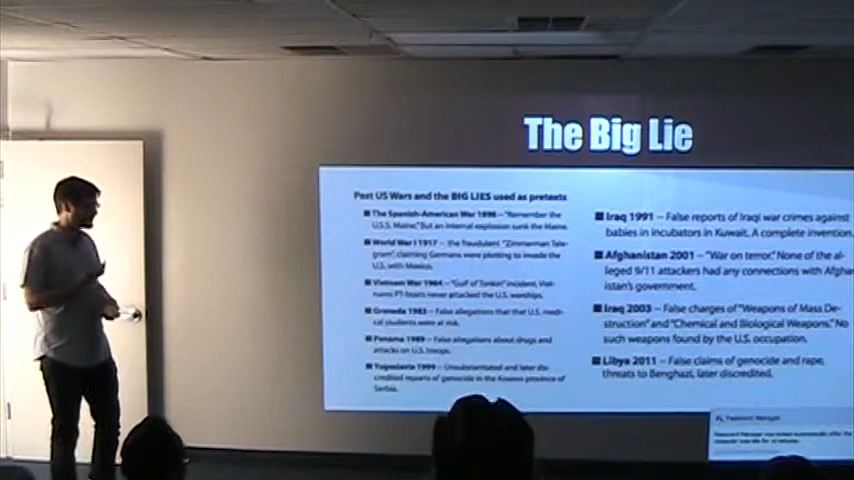 The Big Lie
Past US Wars and the BIG LIES used as pretexts
The Spanish-American War 1898 – "Remember the
U.S.S. Maine," But an internal explosion sunk the Maine.
World War I 1917 – the fraudulent "Zimmerman Tele-
gram", claiming Germans were plotting to invade the
U.S. with Mexico.
Vietnam War 1964 – "Gulf of Tonkin" incident, Viet-
nams PT-boats never attacked the U.S. warships.
Grenada 1983 – False allegations that that U.S. medi-
cal students were at risk.
Panama 1989 – False allegations about drugs and
attacks on U.S. troops.
Yugoslavia 1999 – Unsubstantiated and later dis-
credited reports of genocide in the Kosovo province of
Serbia.
Iraq 1991 – False reports of Iraqi war crimes against
babies in incubators in Kuwait. A complete invention.
Afghanistan 2001 – "War on terror." None of the al-
leged 9/11 attackers had any connections with Afghan
istan's government.
Iraq 2003 – False charges of "Weapons of Mass De-
struction" and "Chemical and Biological Weapons." No
such weapons found by the U.S. occupation.
Libya 2011 – False claims of genocide and rape,
threats to Benghazi, later discredited.
Password Manager